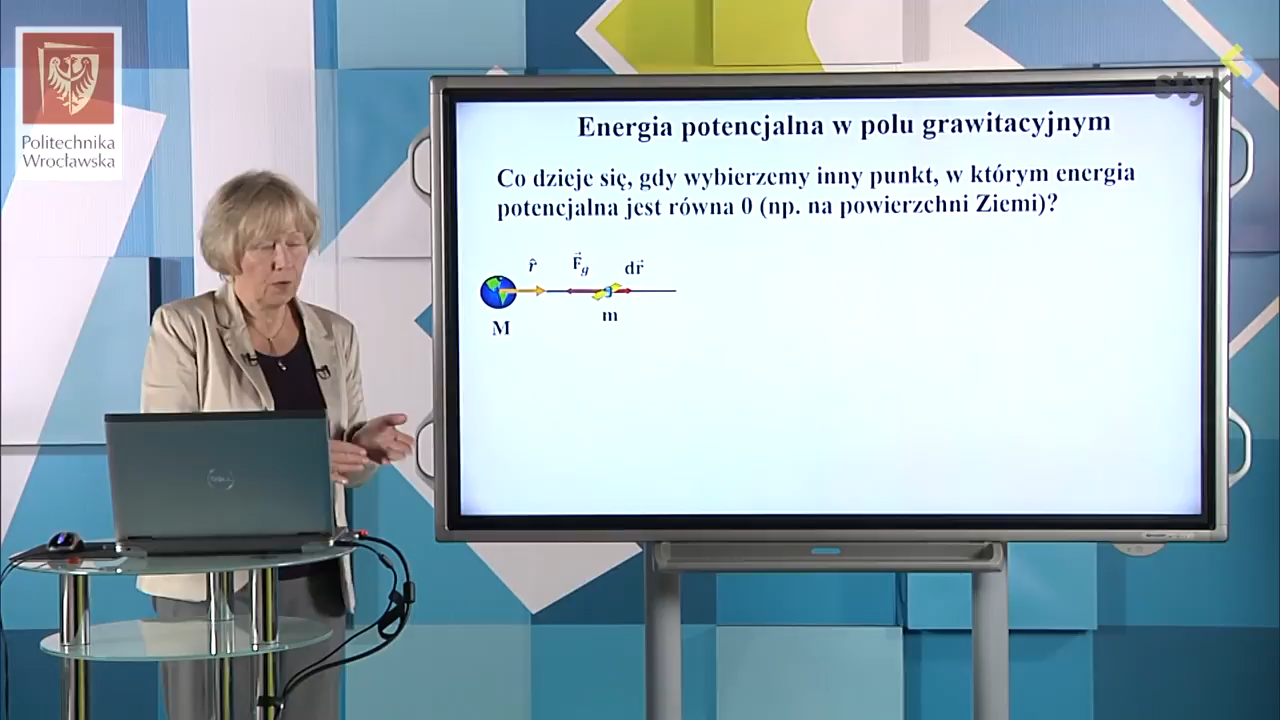 Politechnika
Wrocławska
styk
Energia potencjalna w polu grawitacyjnym
Co dzieje się, gdy wybierzemy inny punkt, w którym energia
potencjalna jest równa 0 (np. na powierzchni Ziemi)?
r̂ F⃗g dr⃗
M m
DELL